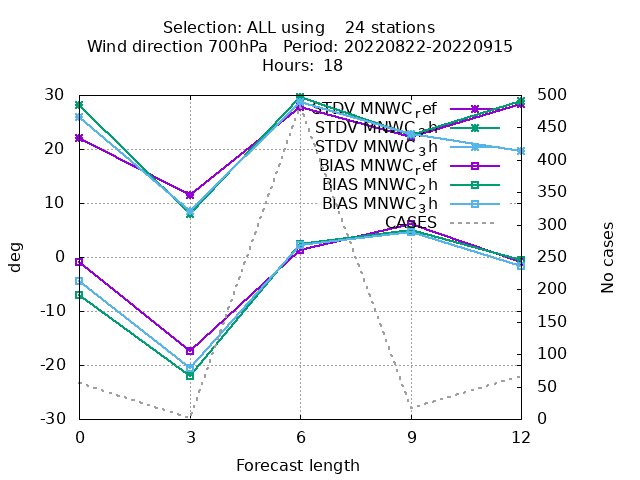 Selection: ALL using 24 stations
Wind direction 700hPa Period: 20220822-20220915
Hours: 18
30
20
10
0
-10
-20
-30
500
450
400
350
300
250
200
150
100
50
0
STDV MNWC_ref
STDV MNWC_2h
STDV MNWC_3h
BIAS MNWC_ref
BIAS MNWC_2h
BIAS MNWC_3h
CASES
deg
No cases
0 3 6 9 12
Forecast length